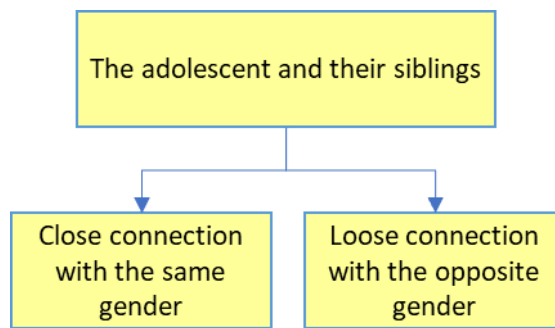 The adolescent and their siblings
Close connection
with the same
gender
Loose connection
with the opposite
gender